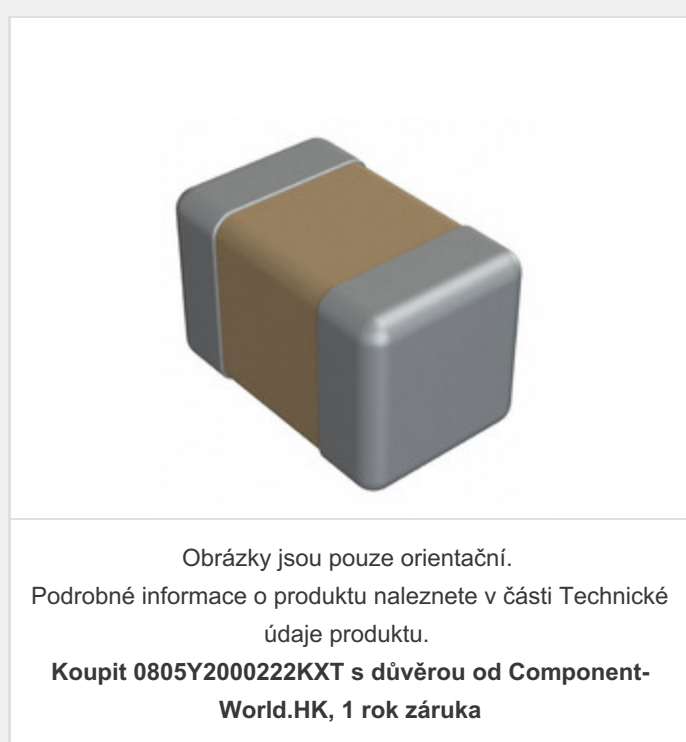 Obrázky jsou pouze orientační.
Podrobné informace o produktu naleznete v části Technické
údaje produktu.
Koupit 0805Y2000222KXT s důvěrou od Component-
World.HK, 1 rok záruka